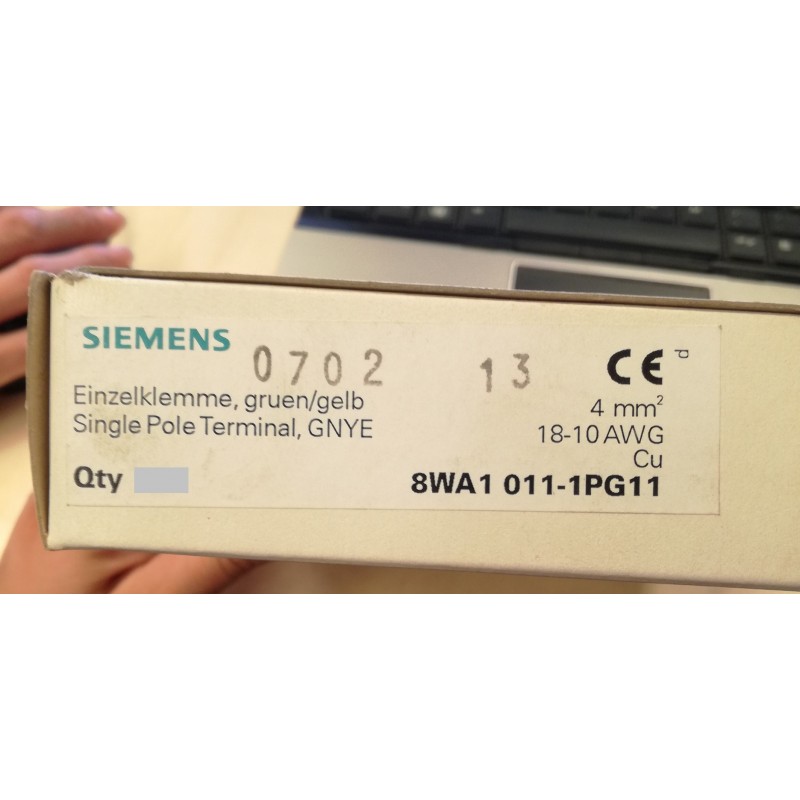 SIEMENS
0702 13
CE d
Einzelklemme, gruen/gelb
Single Pole Terminal, GNYE
4 mm²
18-10 AWG
Cu
Qty
8WA1 011-1PG11